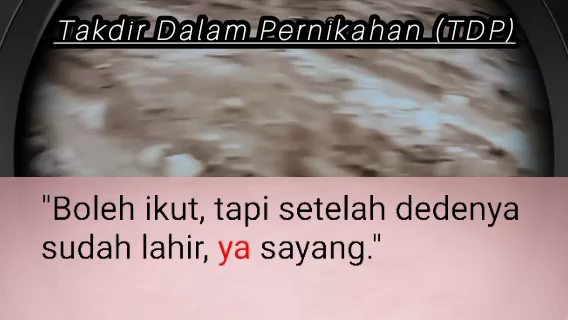 Takdir Dalam Pernikahan (TDP)
"Boleh ikut, tapi setelah dedenya
sudah lahir, ya sayang."